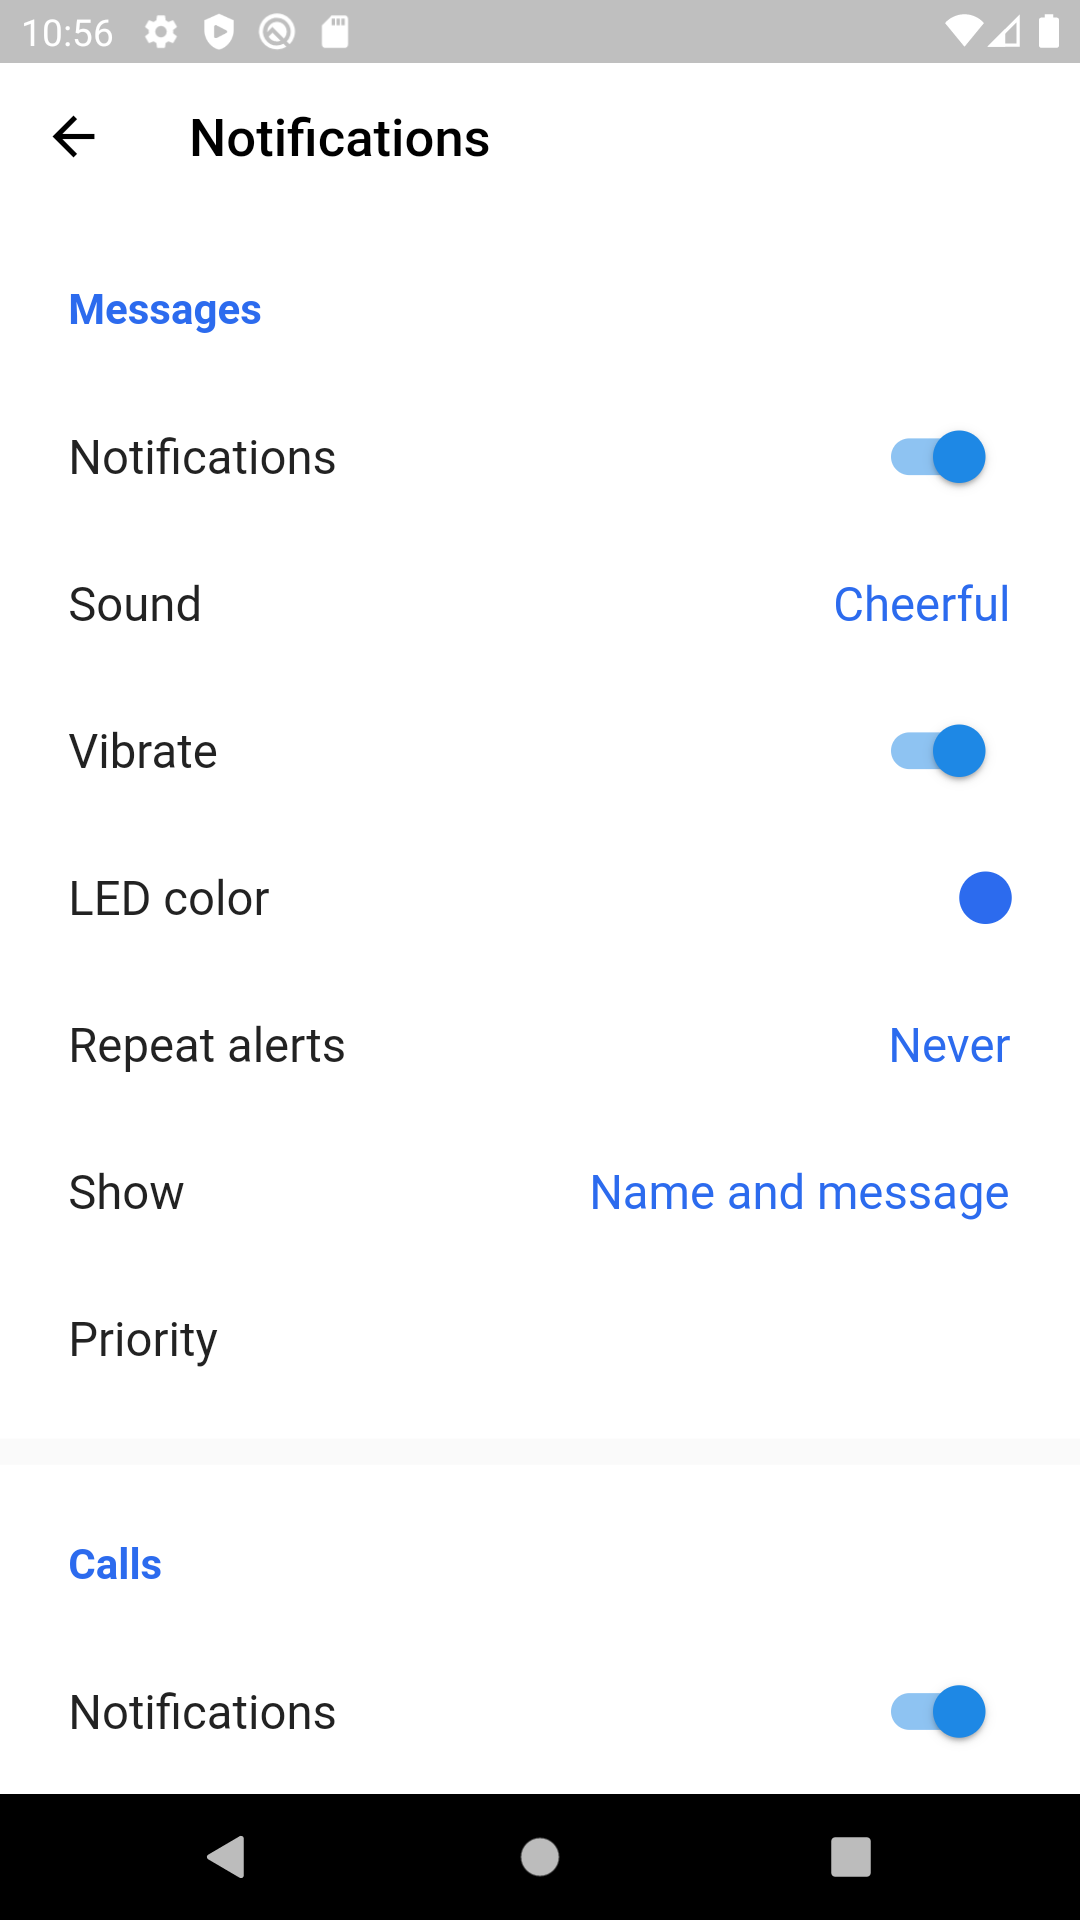 10:56
Notifications
Messages
Notifications
Sound Cheerful
Vibrate
LED color
Repeat alerts Never
Show Name and message
Priority
Calls
Notifications